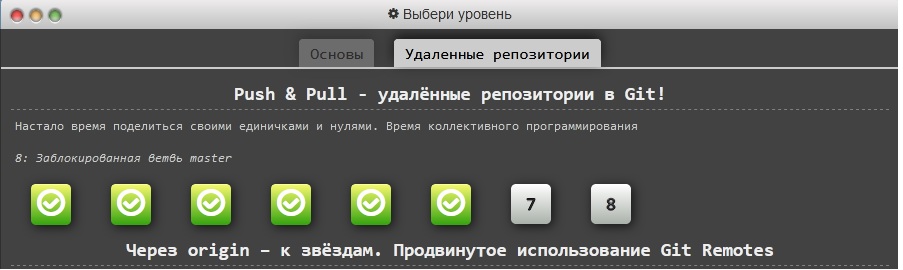 Выбери уровень
Основы Удаленные репозитории
Push & Pull - удалённые репозитории в Git!
Настало время поделиться своими единичками и нулями. Время коллективного программирования
8: Заблокированная ветвь master
7 8
Через origin – к звёздам. Продвинутое использование Git Remotes